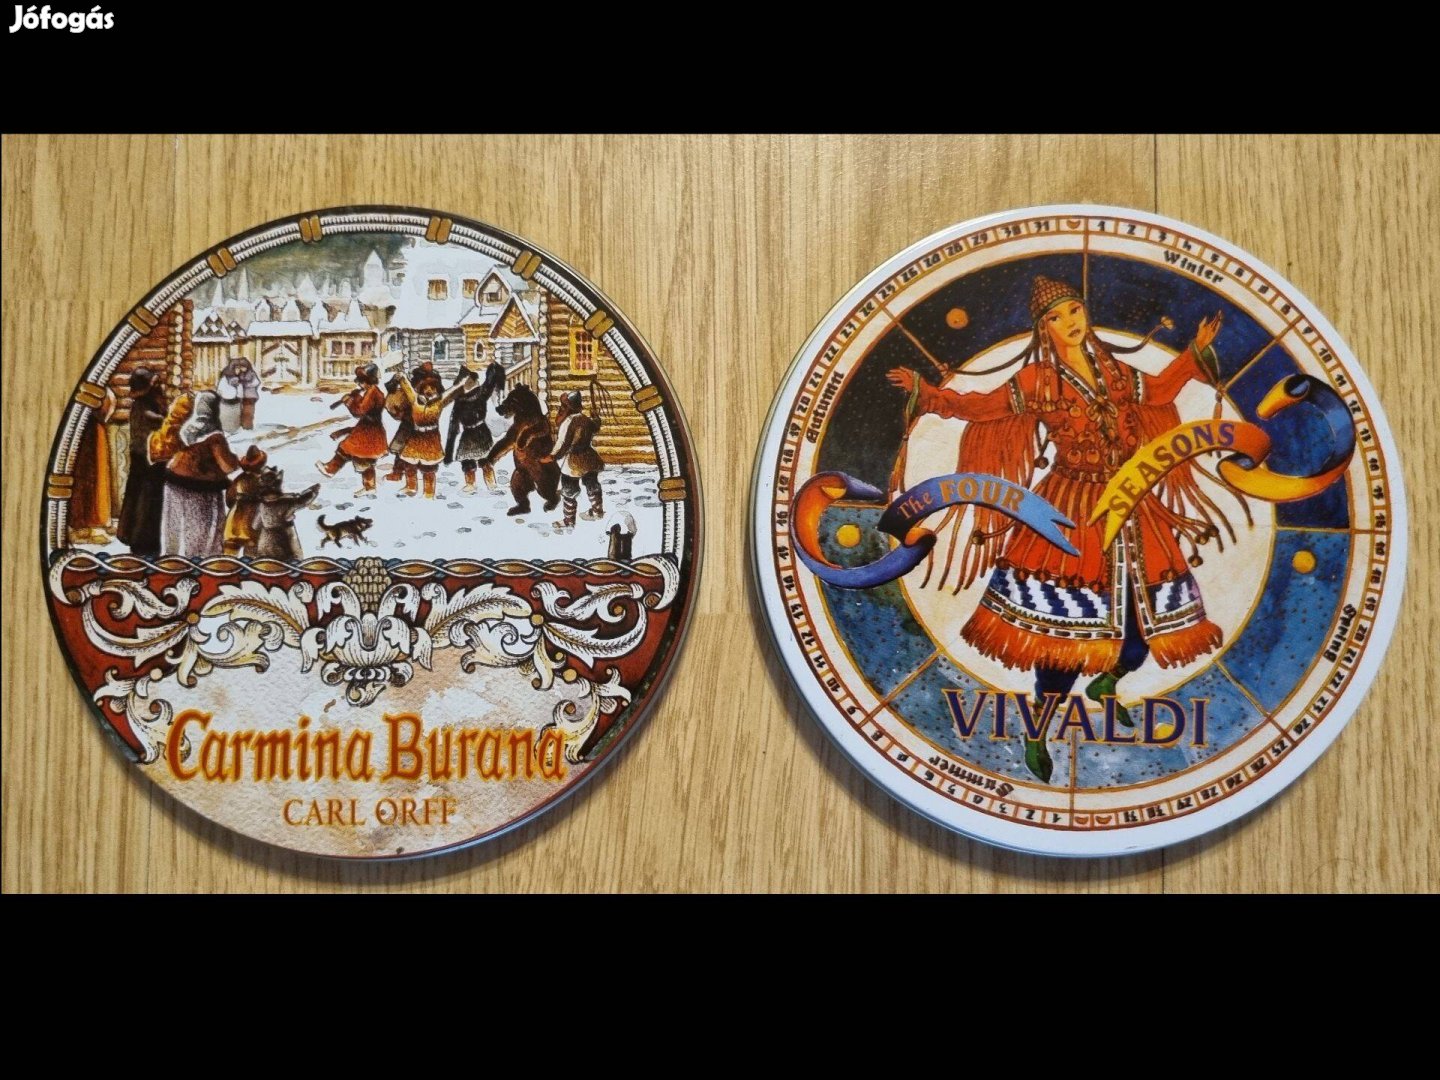 Jófogás
Carmina Burana
CARL ORFF
Winter
Autumn
The FOUR
SEASONS
Spring
VIVALDI
Summer